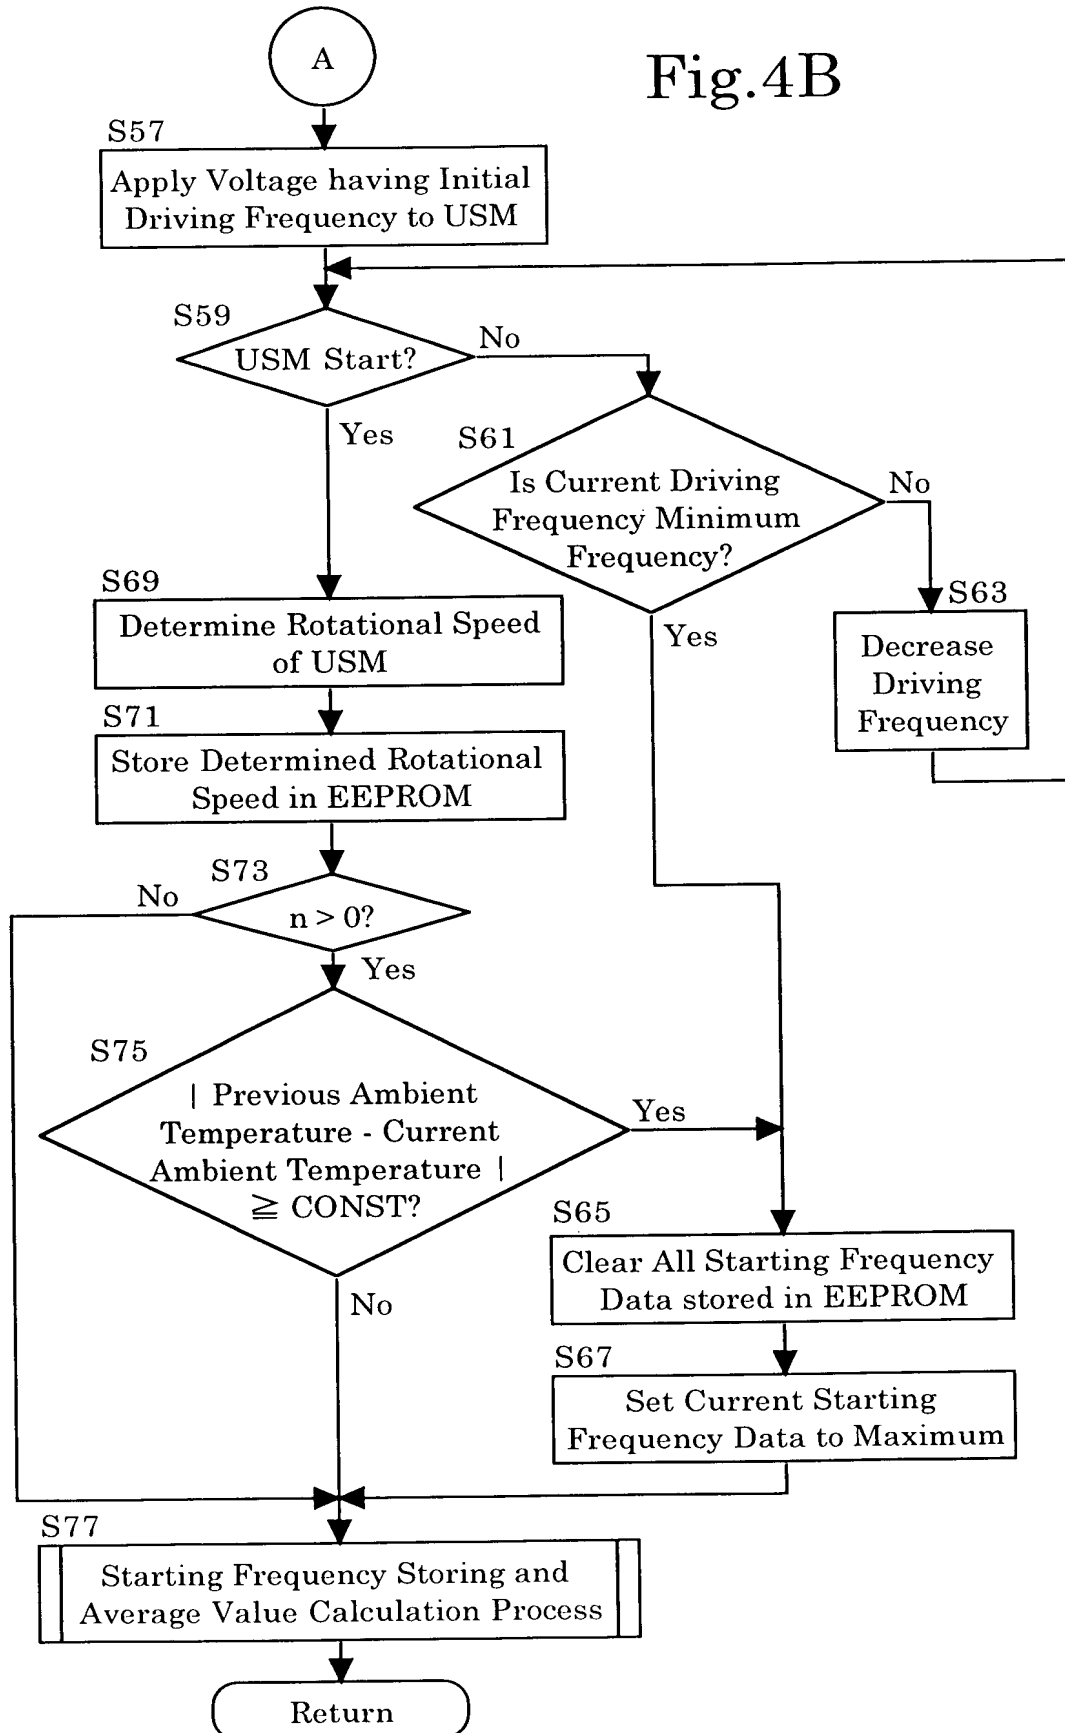 A
Fig.4B
S57
Apply Voltage having Initial
Driving Frequency to USM
S59
USM Start?
No
Yes
S61
Is Current Driving
Frequency Minimum
Frequency?
No
Yes
S63
Decrease
Driving
Frequency
S69
Determine Rotational Speed
of USM
S71
Store Determined Rotational
Speed in EEPROM
S73
n > 0?
No
Yes
S75
| Previous Ambient
Temperature - Current
Ambient Temperature |
≧ CONST?
Yes
No
S65
Clear All Starting Frequency
Data stored in EEPROM
S67
Set Current Starting
Frequency Data to Maximum
S77
Starting Frequency Storing and
Average Value Calculation Process
Return